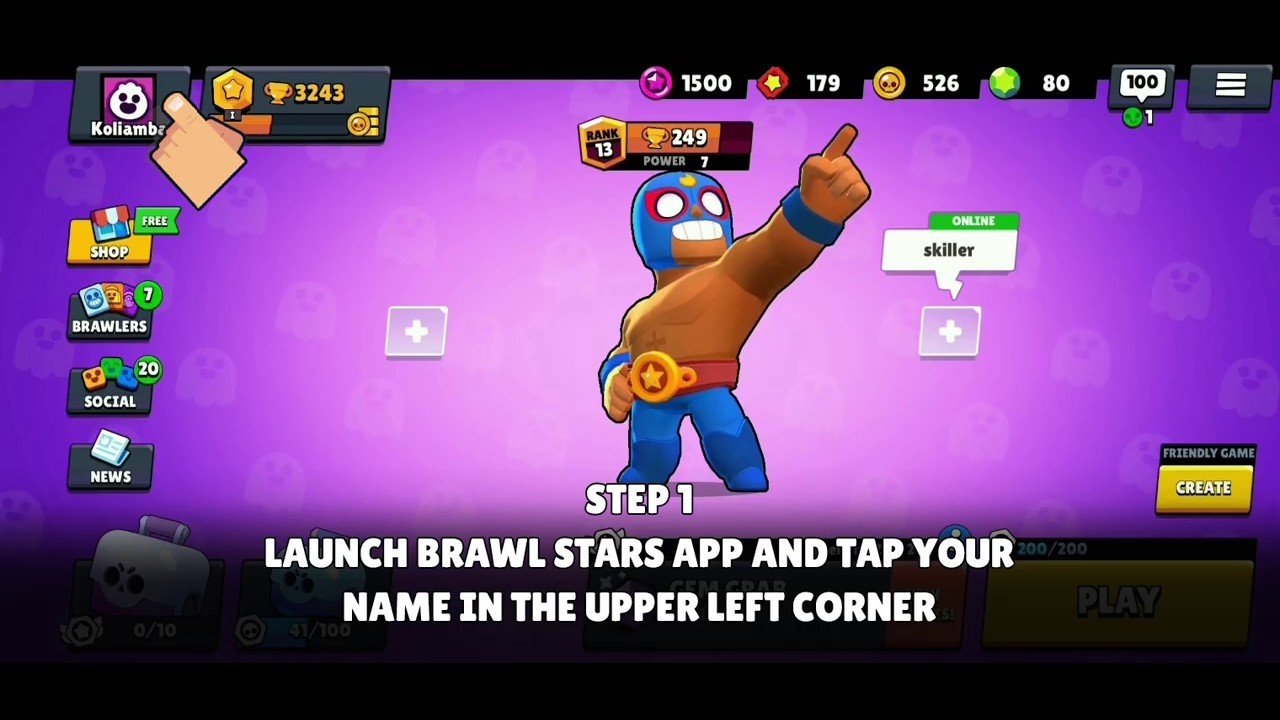 Koliamba
I
3243
1500
179
526
80
100
1
RANK
13
249
POWER 7
FREE
SHOP
ONLINE
skiller
7
BRAWLERS
20
SOCIAL
NEWS
FRIENDLY GAME
CREATE
STEP 1
LAUNCH BRAWL STARS APP AND TAP YOUR
NAME IN THE UPPER LEFT CORNER
200/200
GEM GRAB
PLAY
0/10
41/100